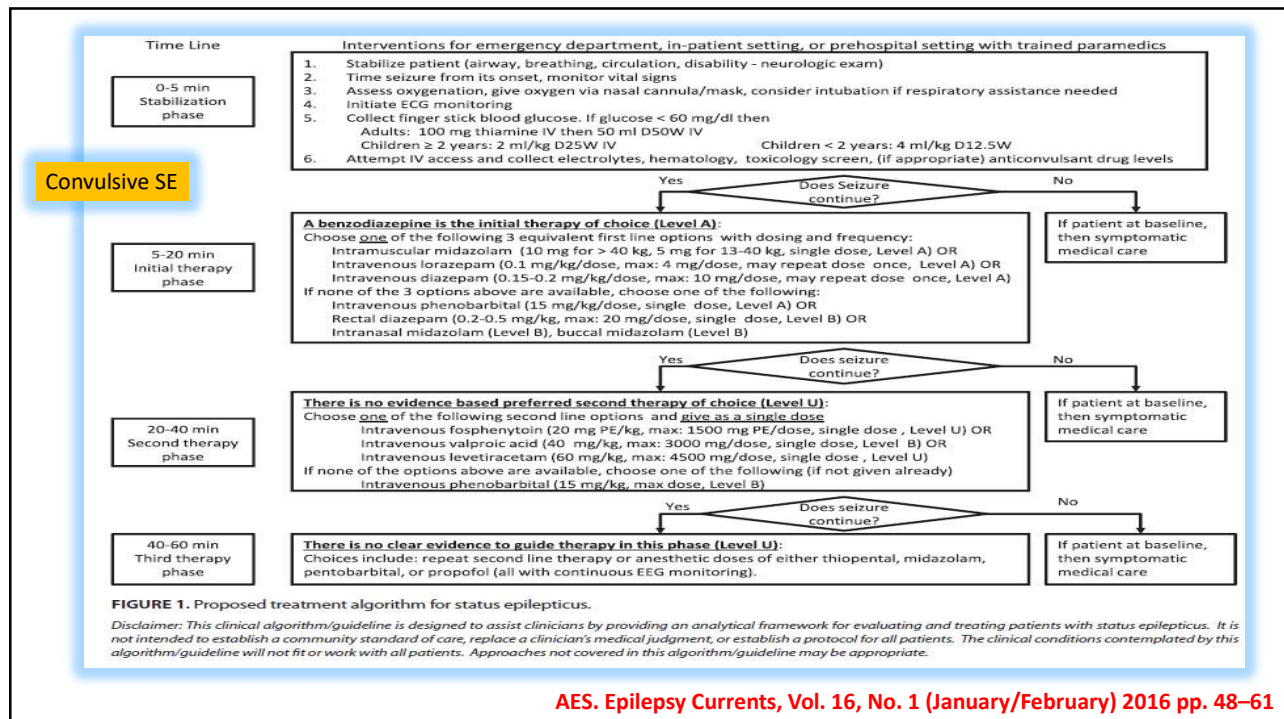 Time Line
Interventions for emergency department, in-patient setting, or prehospital setting with trained paramedics
0-5 min
Stabilization
phase
1. Stabilize patient (airway, breathing, circulation, disability - neurologic exam)
2. Time seizure from its onset, monitor vital signs
3. Assess oxygenation, give oxygen via nasal cannula/mask, consider intubation if respiratory assistance needed
4. Initiate ECG monitoring
5. Collect finger stick blood glucose. If glucose < 60 mg/dl then
Adults: 100 mg thiamine IV then 50 ml D50W IV
Children ≥ 2 years: 2 ml/kg D25W IV Children < 2 years: 4 ml/kg D12.5W
6. Attempt IV access and collect electrolytes, hematology, toxicology screen, (if appropriate) anticonvulsant drug levels
Convulsive SE
Yes
Does Seizure
continue?
No
5-20 min
Initial therapy
phase
A benzodiazepine is the initial therapy of choice (Level A):
Choose one of the following 3 equivalent first line options with dosing and frequency:
Intramuscular midazolam (10 mg for > 40 kg, 5 mg for 13-40 kg, single dose, Level A) OR
Intravenous lorazepam (0.1 mg/kg/dose, max: 4 mg/dose, may repeat dose once, Level A) OR
Intravenous diazepam (0.15-0.2 mg/kg/dose, max: 10 mg/dose, may repeat dose once, Level A)
If none of the 3 options above are available, choose one of the following:
Intravenous phenobarbital (15 mg/kg/dose, single dose, Level A) OR
Rectal diazepam (0.2-0.5 mg/kg, max: 20 mg/dose, single dose, Level B) OR
Intranasal midazolam (Level B), buccal midazolam (Level B)
If patient at baseline,
then symptomatic
medical care
Yes
Does seizure
continue?
No
20-40 min
Second therapy
phase
There is no evidence based preferred second therapy of choice (Level U):
Choose one of the following second line options and give as a single dose
Intravenous fosphenytoin (20 mg PE/kg, max: 1500 mg PE/dose, single dose , Level U) OR
Intravenous valproic acid (40 mg/kg, max: 3000 mg/dose, single dose, Level B) OR
Intravenous levetiracetam (60 mg/kg, max: 4500 mg/dose, single dose , Level U)
If none of the options above are available, choose one of the following (if not given already)
Intravenous phenobarbital (15 mg/kg, max dose, Level B)
If patient at baseline,
then symptomatic
medical care
Yes
Does seizure
continue?
No
40-60 min
Third therapy
phase
There is no clear evidence to guide therapy in this phase (Level U):
Choices include: repeat second line therapy or anesthetic doses of either thiopental, midazolam,
pentobarbital, or propofol (all with continuous EEG monitoring).
If patient at baseline,
then symptomatic
medical care
FIGURE 1. Proposed treatment algorithm for status epilepticus.
Disclaimer: This clinical algorithm/guideline is designed to assist clinicians by providing an analytical framework for evaluating and treating patients with status epilepticus. It is
not intended to establish a community standard of care, replace a clinician's medical judgment, or establish a protocol for all patients. The clinical conditions contemplated by this
algorithm/guideline will not fit or work with all patients. Approaches not covered in this algorithm/guideline may be appropriate.
AES. Epilepsy Currents, Vol. 16, No. 1 (January/February) 2016 pp. 48–61